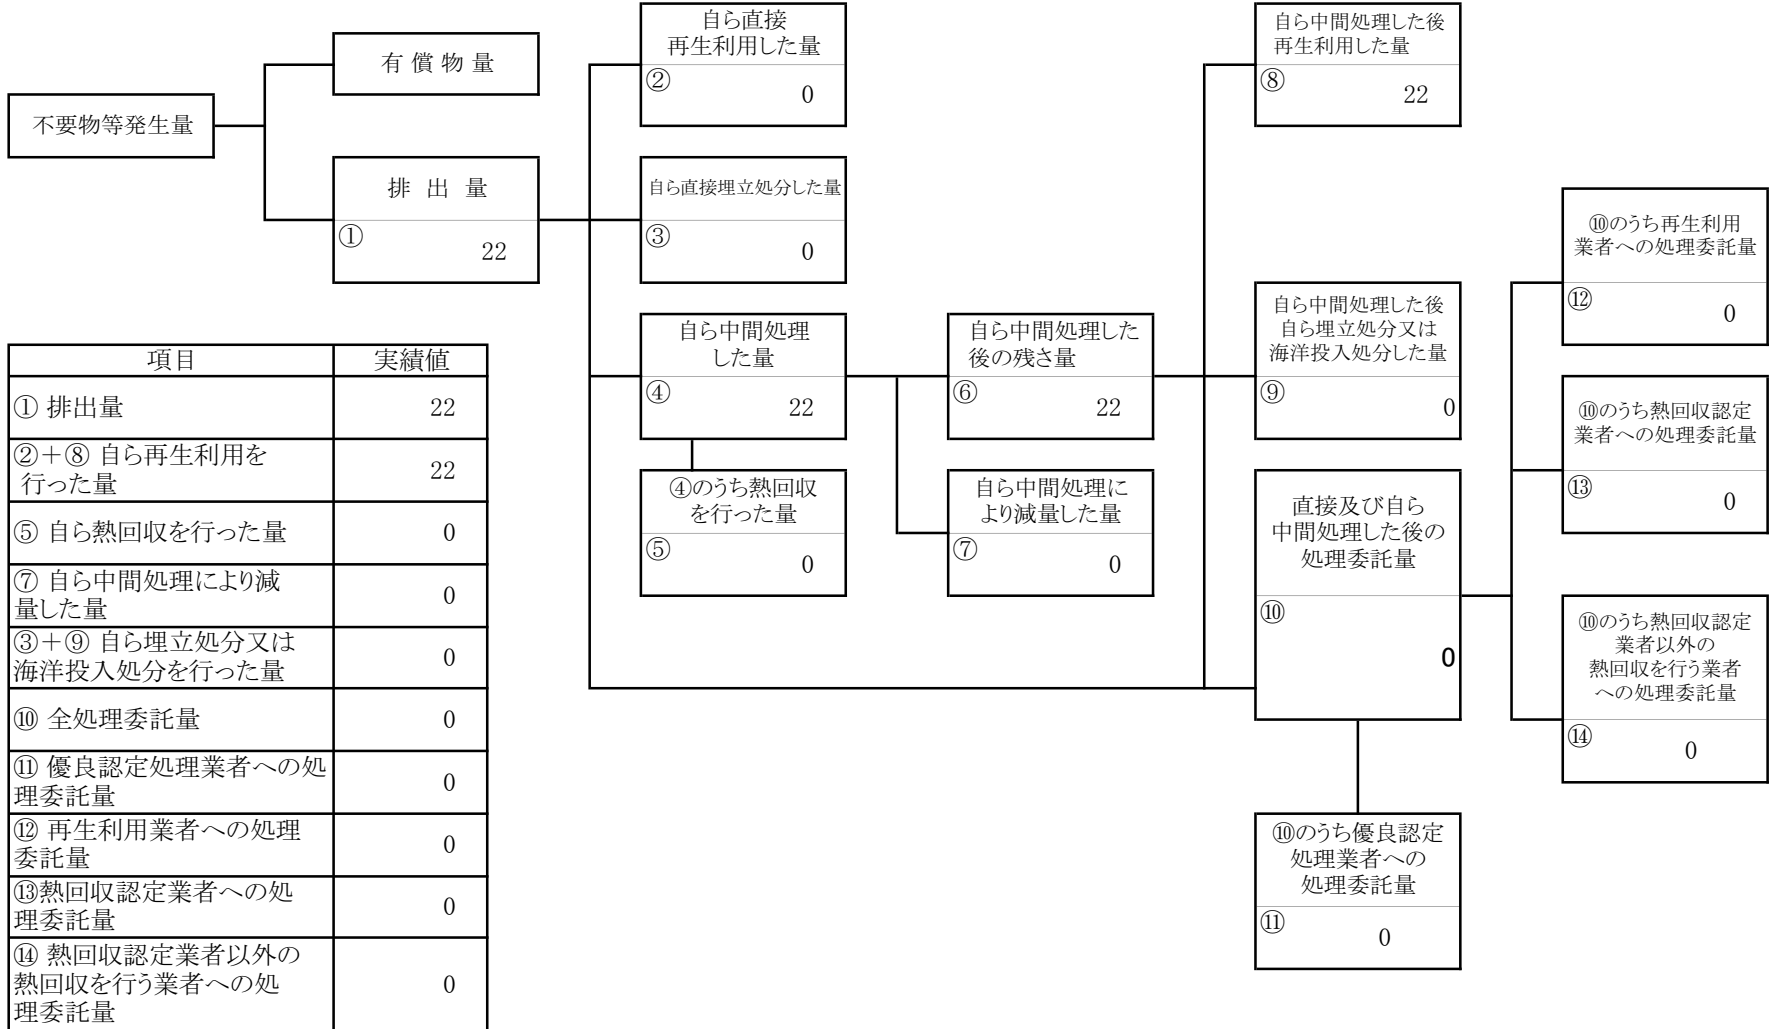 不要物等発生量
有 償 物 量
排 出 量
①
22
自ら直接
再生利用した量
②
0
自ら直接埋立処分した量
③
0
自ら中間処理
した量
④
22
④のうち熱回収
を行った量
⑤
0
自ら中間処理した
後の残さ量
⑥
22
自ら中間処理に
より減量した量
⑦
0
自ら中間処理した後
再生利用した量
⑧
22
自ら中間処理した後
自ら埋立処分又は
海洋投入処分した量
⑨
0
直接及び自ら
中間処理した後の
処理委託量
⑩
0
⑩のうち優良認定
処理業者への
処理委託量
⑪
0
⑩のうち再生利用
業者への処理委託量
⑫
0
⑩のうち熱回収認定
業者への処理委託量
⑬
0
⑩のうち熱回収認定
業者以外の
熱回収を行う業者
への処理委託量
⑭
0
項目 実績値
① 排出量 22
②＋⑧ 自ら再生利用を
行った量 22
⑤ 自ら熱回収を行った量 0
⑦ 自ら中間処理により減
量した量 0
③＋⑨ 自ら埋立処分又は
海洋投入処分を行った量 0
⑩ 全処理委託量 0
⑪ 優良認定処理業者への処
理委託量 0
⑫ 再生利用業者への処理
委託量 0
⑬熱回収認定業者への処
理委託量 0
⑭ 熱回収認定業者以外の
熱回収を行う業者への処 0
理委託量